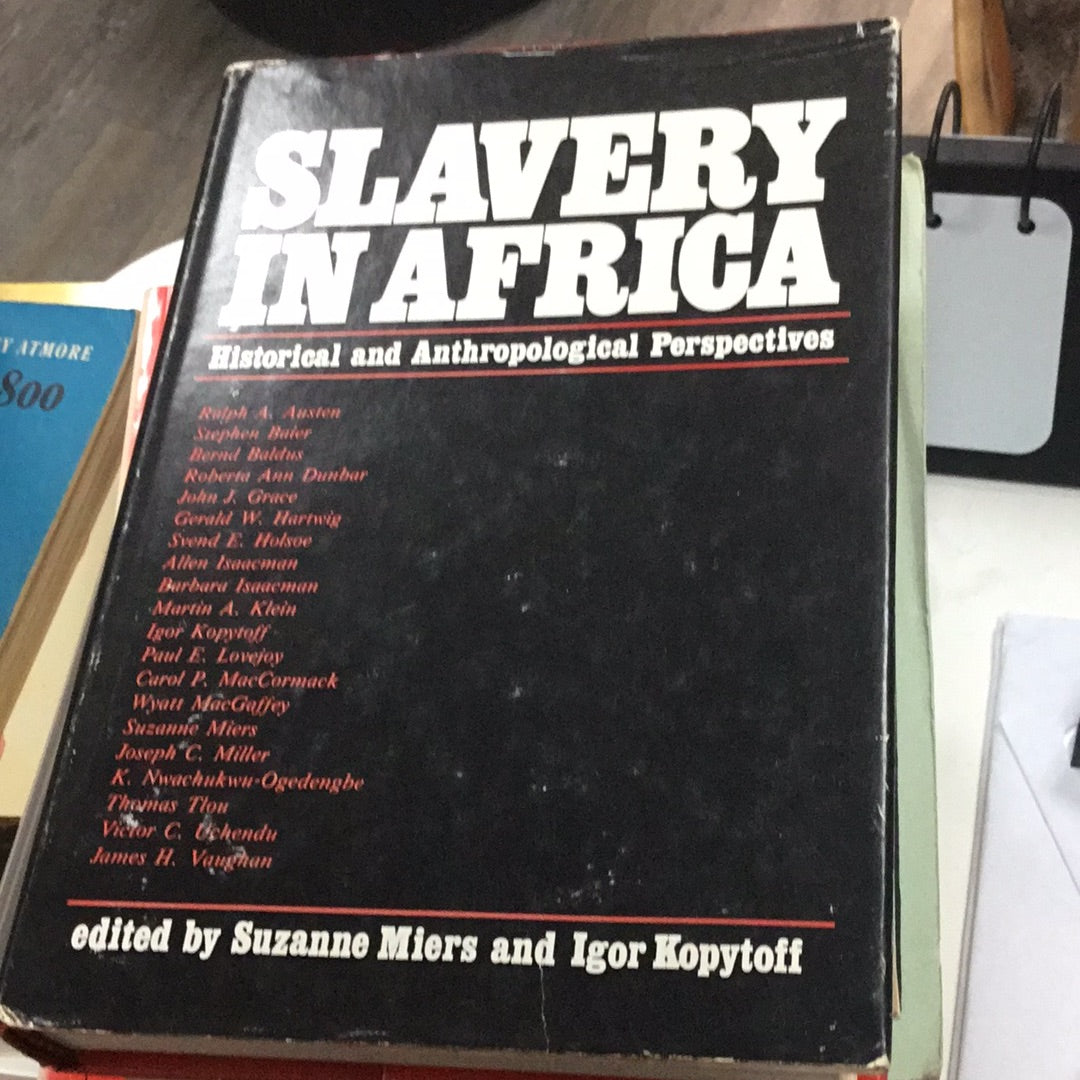 SLAVERY
IN AFRICA
Historical and Anthropological Perspectives
Ralph A. Austen
Stephen Baier
Bernd Baldus
Roberta Ann Dunbar
John J. Grace
Gerald W. Hartwig
Svend E. Holsoe
Allen Isaacman
Barbara Isaacman
Martin A. Klein
Igor Kopytoff
Paul E. Lovejoy
Carol P. MacCormack
Wyatt MacGaffey
Suzanne Miers
Joseph C. Miller
K. Nwachukwu-Ogedengbe
Thomas Tlou
Victor C. Uchendu
James H. Vaughan
edited by Suzanne Miers and Igor Kopytoff
Y ATMORE
800